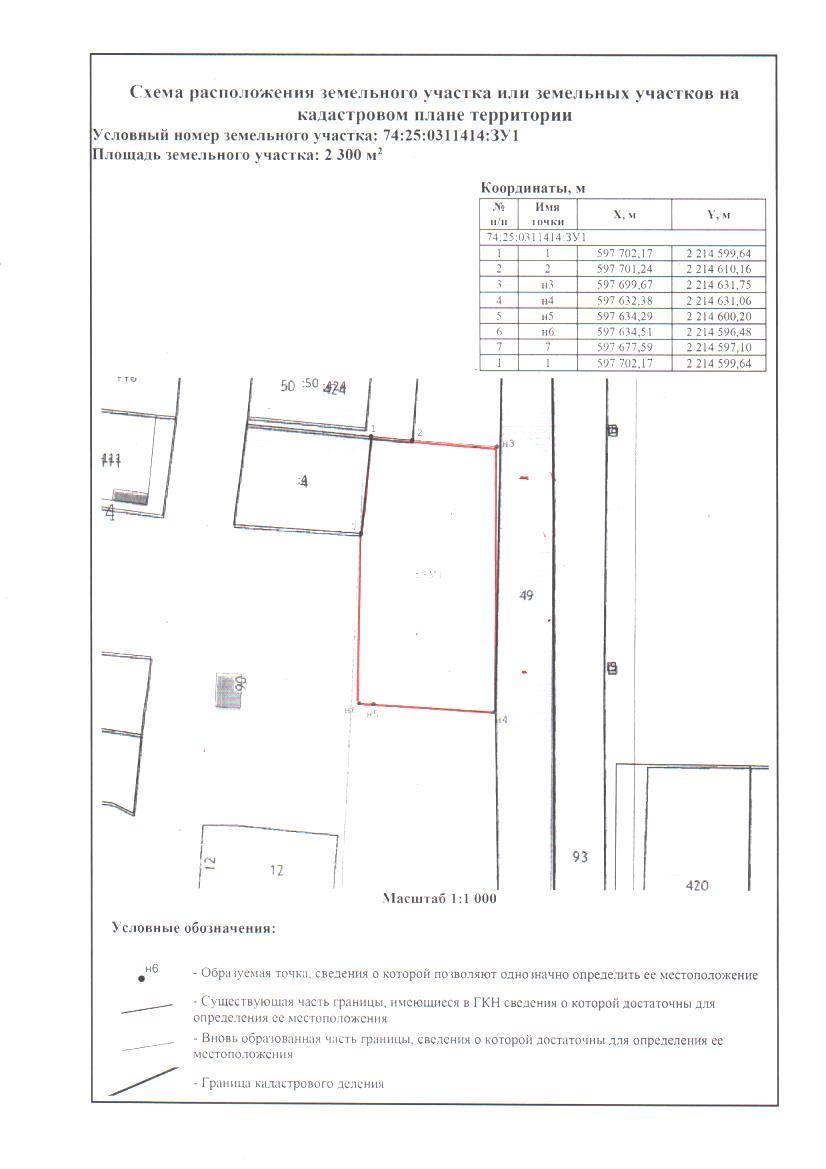 Схема расположения земельного участка или земельных участков на
кадастровом плане территории
Условный номер земельного участка: 74:25:0311414:ЗУ1
Площадь земельного участка: 2 300 м²
Координаты, м
№ п/п Имя точки X, м Y, м
74:25:0311414:ЗУ1
1 1 597 702,17 2 214 599,64
2 2 597 701,24 2 214 610,16
3 н3 597 699,67 2 214 631,75
4 н4 597 632,38 2 214 631,06
5 н5 597 634,29 2 214 600,20
6 н6 597 634,51 2 214 596,48
7 7 597 677,59 2 214 597,10
1 1 597 702,17 2 214 599,64
50 :50 :424
1
2
н3
:111
:4
4
7
49
90
н6
н5
н4
12
12
93
420
Масштаб 1:1 000
Условные обозначения:
н6
- Образуемая точка, сведения о которой позволяют однозначно определить ее местоположение
- Существующая часть границы, имеющиеся в ГКН сведения о которой достаточны для
определения ее местоположения
- Вновь образованная часть границы, сведения о которой достаточны для определения ее
местоположения
- Граница кадастрового деления